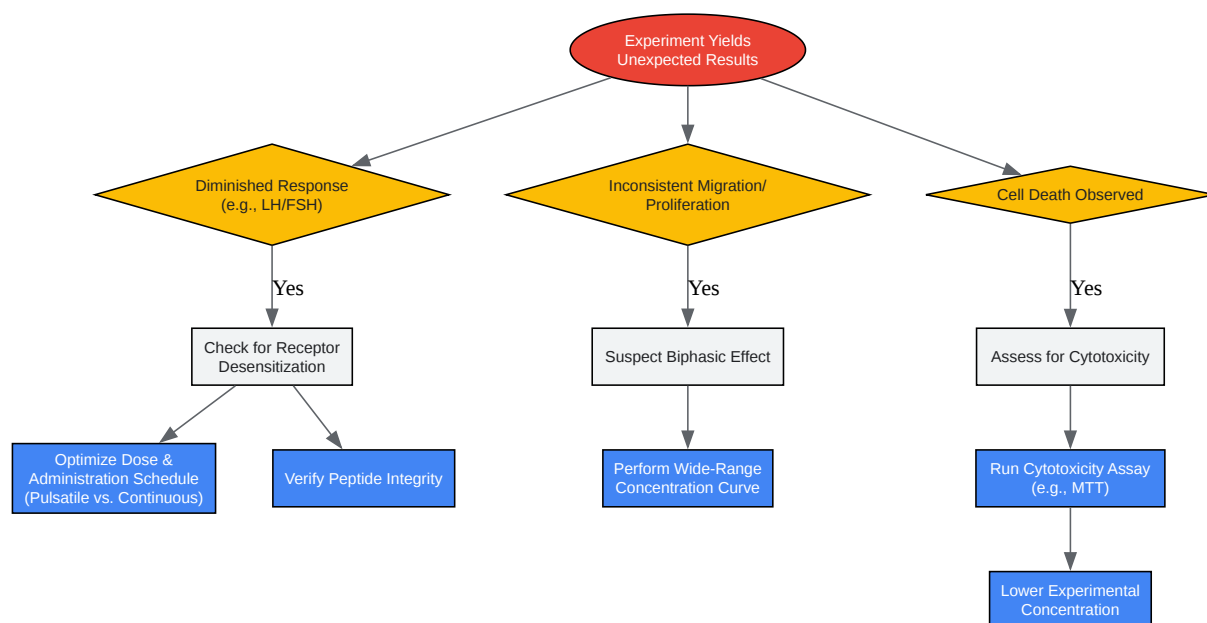 Experiment Yields
Unexpected Results
Diminished Response
(e.g., LH/FSH)
Inconsistent Migration/
Proliferation
Cell Death Observed
Yes
Yes
Yes
Check for Receptor
Desensitization
Suspect Biphasic Effect
Assess for Cytotoxicity
Optimize Dose &
Administration Schedule
(Pulsatile vs. Continuous)
Verify Peptide Integrity
Perform Wide-Range
Concentration Curve
Run Cytotoxicity Assay
(e.g., MTT)
Lower Experimental
Concentration